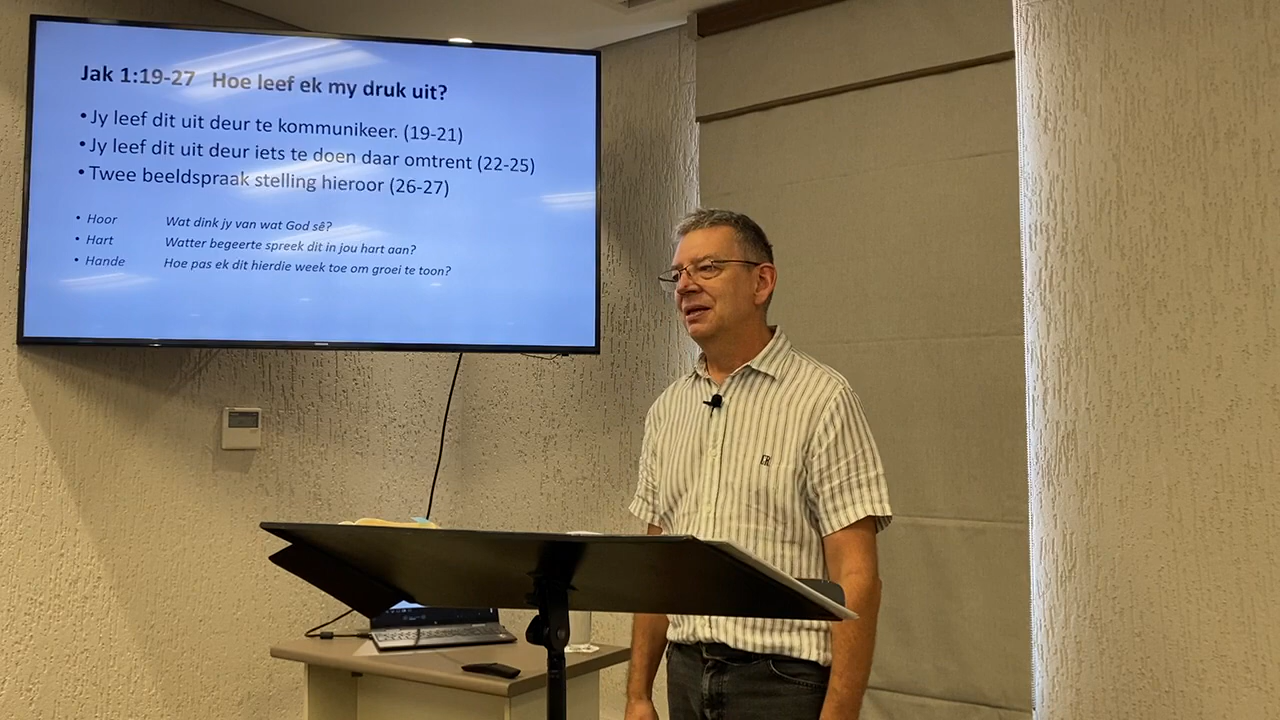 Jak 1:19-27 Hoe leef ek my druk uit?
• Jy leef dit uit deur te kommunikeer. (19-21)
• Jy leef dit uit deur iets te doen daar omtrent (22-25)
• Twee beeldspraak stelling hieroor (26-27)
• Hoor Wat dink jy van wat God sê?
• Hart Watter begeerte spreek dit in jou hart aan?
• Hande Hoe pas ek dit hierdie week toe om groei te toon?